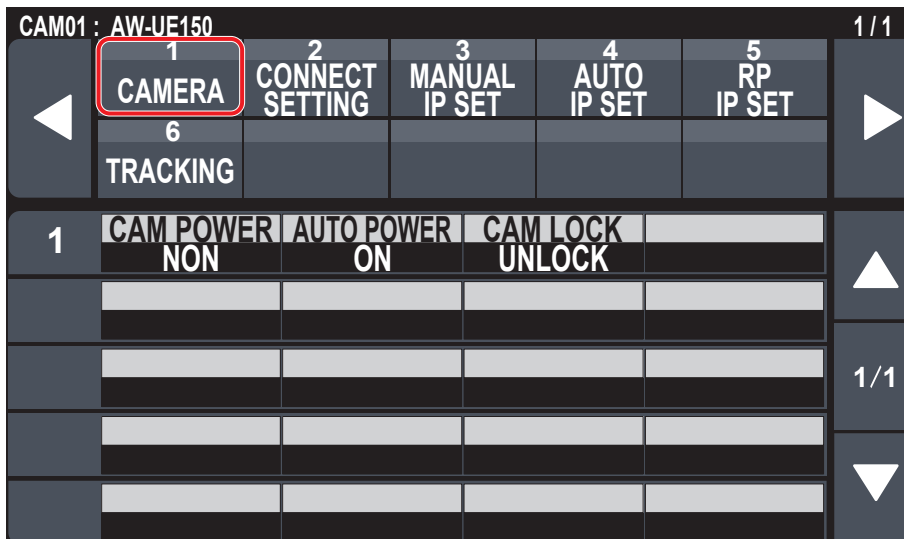 CAM01 : AW-UE150 1 / 1
1 2 3 4 5
CAMERA CONNECT SETTING MANUAL IP SET AUTO IP SET RP IP SET
6
TRACKING
1 CAM POWER AUTO POWER CAM LOCK
NON ON UNLOCK
1/1